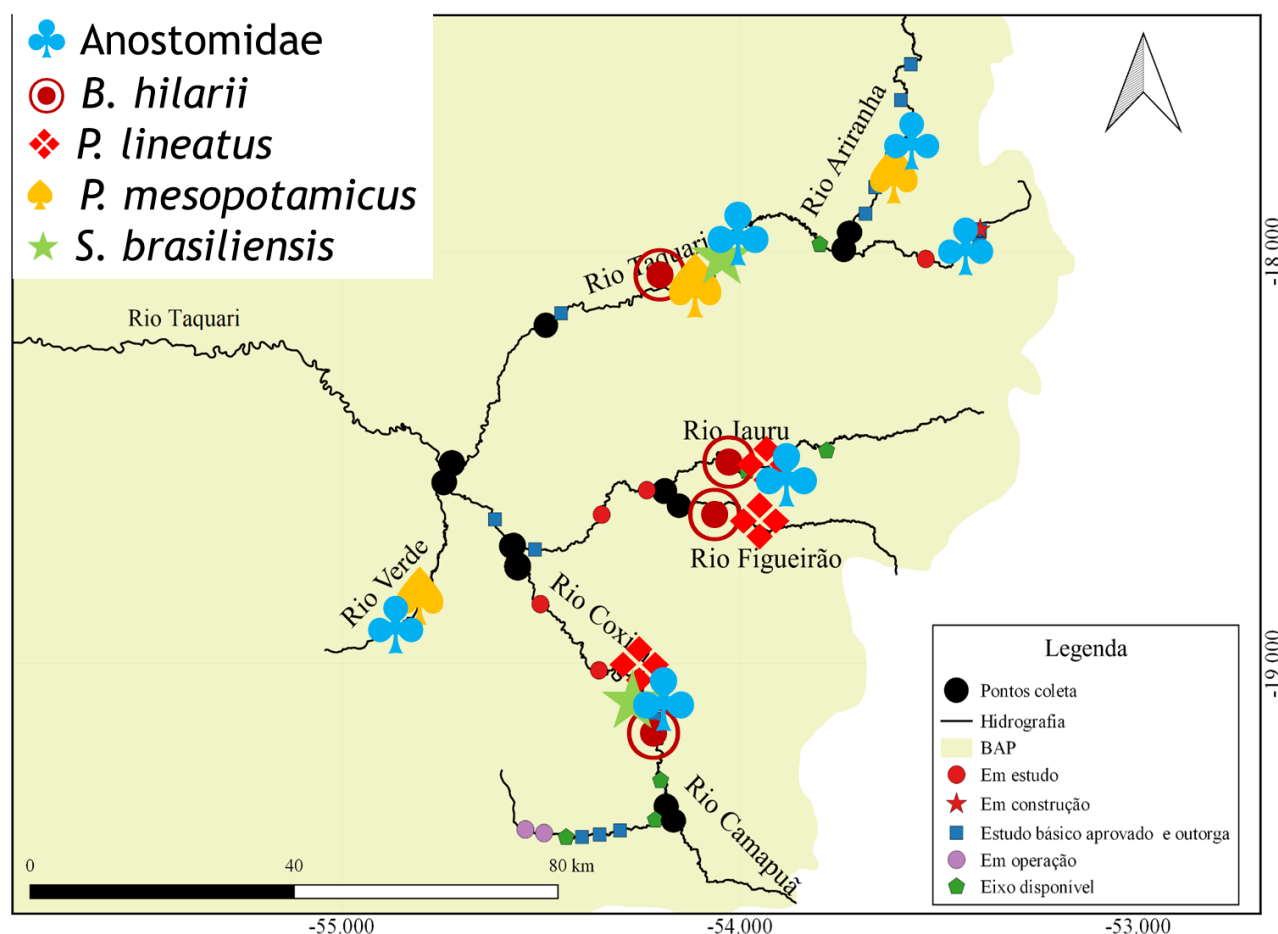 Anostomidae
B. hilarii
P. lineatus
P. mesopotamicus
S. brasiliensis
Rio Ariranha
Rio Taquari
Rio Taquari
Rio Iauru
Rio Figueirão
Rio Verde
Rio Coxi
Rio Camapuã
-18.000
-19.000
Legenda
Pontos coleta
Hidrografia
BAP
Em estudo
Em construção
Estudo básico aprovado e outorga
Em operação
Eixo disponível
0 40 80 km
-55.000 -54.000 -53.000